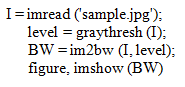 I = imread ('sample.jpg');
level = graythresh (I);
BW = im2bw (I, level);
figure, imshow (BW)